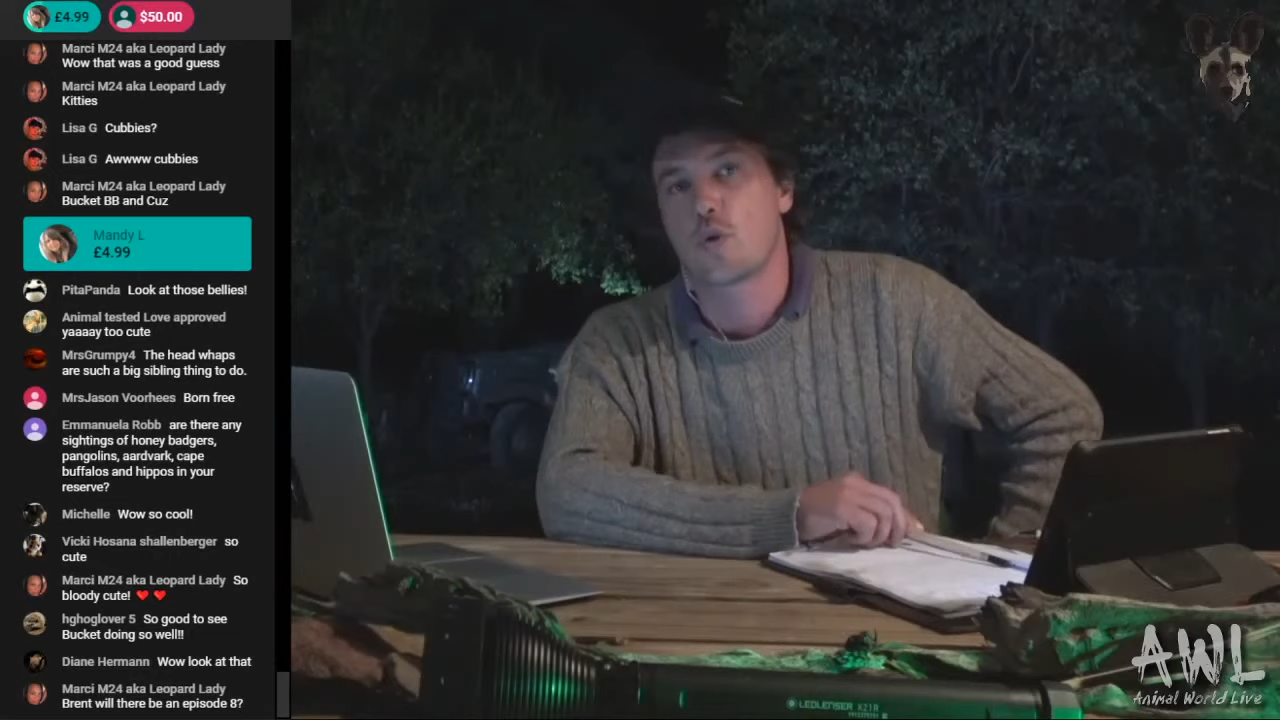 £4.99 $50.00
Marci M24 aka Leopard Lady
Wow that was a good guess
Marci M24 aka Leopard Lady
Kitties
Lisa G Cubbies?
Lisa G Awwww cubbies
Marci M24 aka Leopard Lady
Bucket BB and Cuz
Mandy L
£4.99
PitaPanda Look at those bellies!
Animal tested Love approved
yaaaay too cute
MrsGrumpy4 The head whaps
are such a big sibling thing to do.
MrsJason Voorhees Born free
Emmanuela Robb are there any
sightings of honey badgers,
pangolins, aardvark, cape
buffalos and hippos in your
reserve?
Michelle Wow so cool!
Vicki Hosana shallenberger so
cute
Marci M24 aka Leopard Lady So
bloody cute! ❤️ ❤️
hghoglover 5 So good to see
Bucket doing so well!!
Diane Hermann Wow look at that
Marci M24 aka Leopard Lady
Brent will there be an episode 8?
LEDLENSER X21R
AWL
Animal World Live